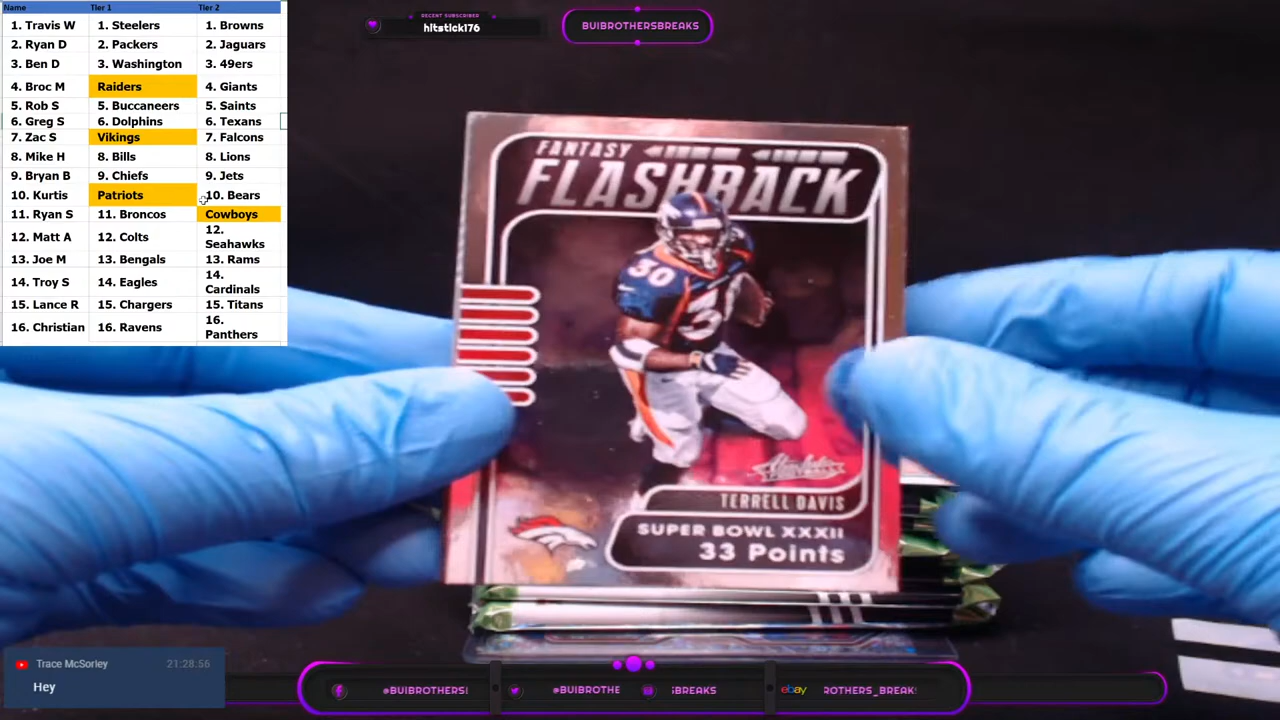 Name Tier 1 Tier 2
1. Travis W 1. Steelers 1. Browns
2. Ryan D 2. Packers 2. Jaguars
3. Ben D 3. Washington 3. 49ers
4. Broc M Raiders 4. Giants
5. Rob S 5. Buccaneers 5. Saints
6. Greg S 6. Dolphins 6. Texans
7. Zac S Vikings 7. Falcons
8. Mike H 8. Bills 8. Lions
9. Bryan B 9. Chiefs 9. Jets
10. Kurtis Patriots 10. Bears
11. Ryan S 11. Broncos Cowboys
12. Matt A 12. Colts 12. Seahawks
13. Joe M 13. Bengals 13. Rams
14. Troy S 14. Eagles 14. Cardinals
15. Lance R 15. Chargers 15. Titans
16. Christian 16. Ravens 16. Panthers
RECENT SUBSCRIBER
hitstick176
BUIBROTHERSBREAKS
FANTASY
FLASHBACK
30
3
Absolute
TERRELL DAVIS
SUPER BOWL XXXII
33 Points
Trace McSorley 21:28.56
Hey
@BUIBROTHERS! @BUIBROTHE :BREAKS ebay ROTHERS_BREAK: